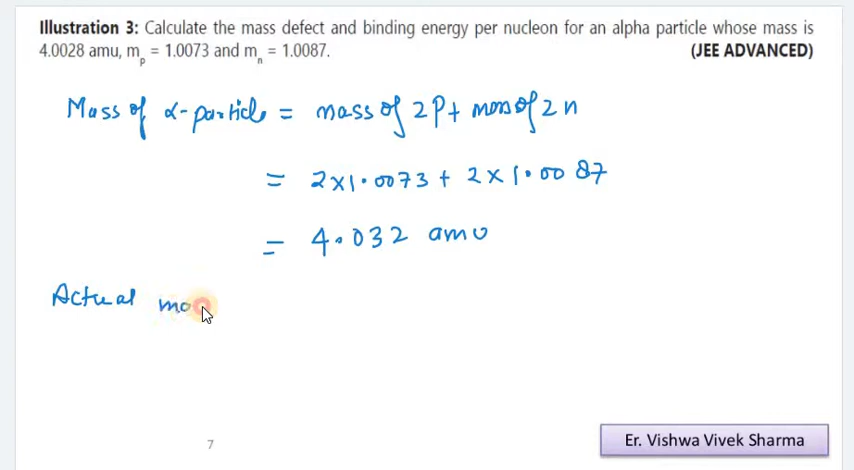 Illustration 3: Calculate the mass defect and binding energy per nucleon for an alpha particle whose mass is
4.0028 amu, mp = 1.0073 and mn = 1.0087. (JEE ADVANCED)
Mass of α-particle = mass of 2P + mass of 2n
= 2×1.0073 + 2×1.0087
= 4.032 amu
Actual ma
7
Er. Vishwa Vivek Sharma